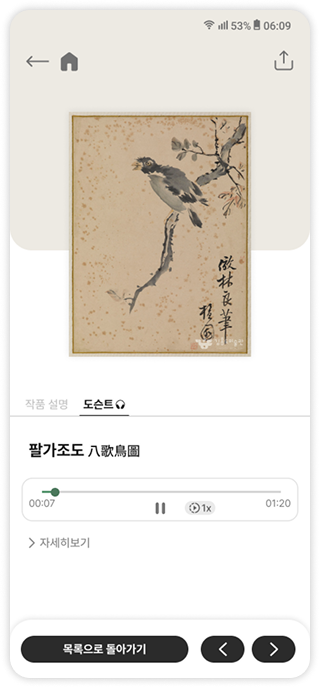 53% 06:09
倣林良筆
작품 설명 도슨트
팔가조도 八歌鳥圖
00:07 1x 01:20
자세히보기
목록으로 돌아가기